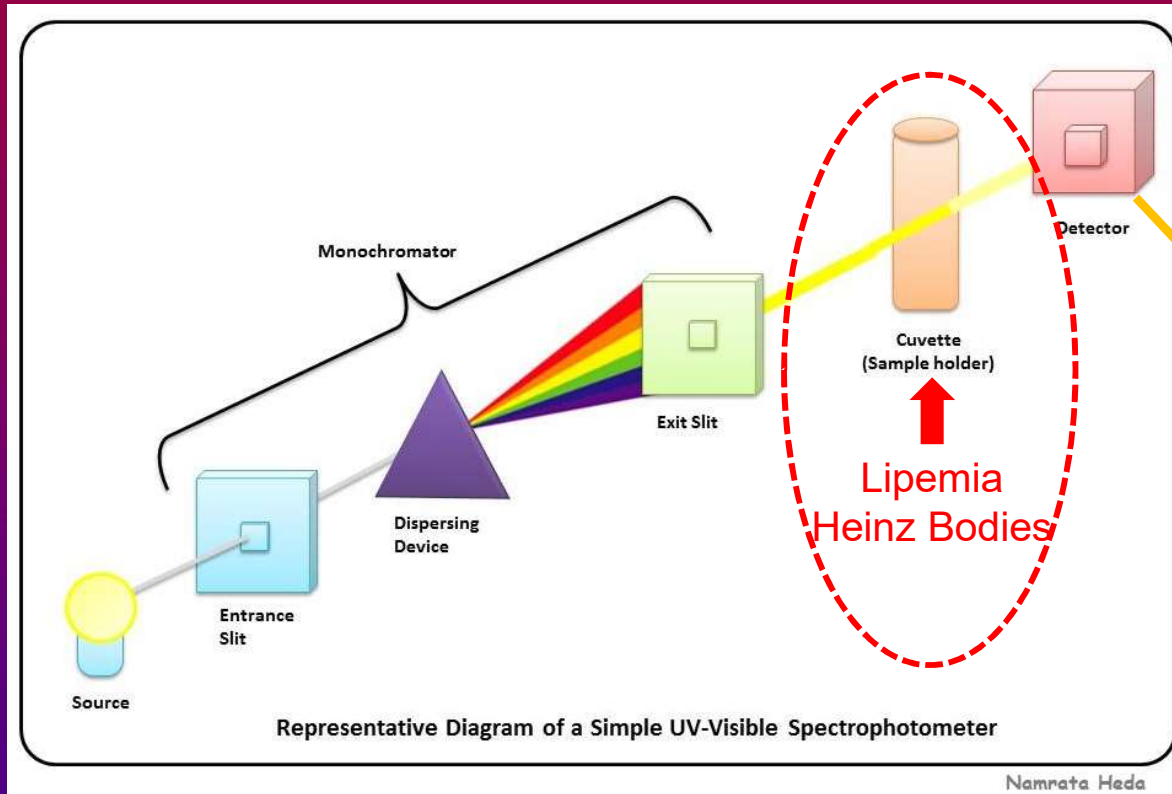 Monochromator
Detector
Cuvette
(Sample holder)
Exit Slit
Lipemia
Heinz Bodies
Dispersing
Device
Entrance
Slit
Source
Representative Diagram of a Simple UV-Visible Spectrophotometer
Namrata Heda